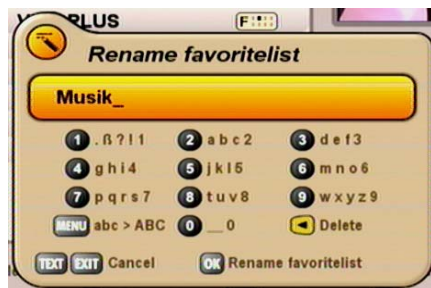 PLUS
F
Rename favoritelist
Musik_
1 . ß ? ! 1 2 a b c 2 3 d e f 3
4 g h i 4 5 j k l 5 6 m n o 6
7 p q r s 7 8 t u v 8 9 w x y z 9
MENU abc > ABC 0 _ 0 Delete
TEXT EXIT Cancel OK Rename favoritelist